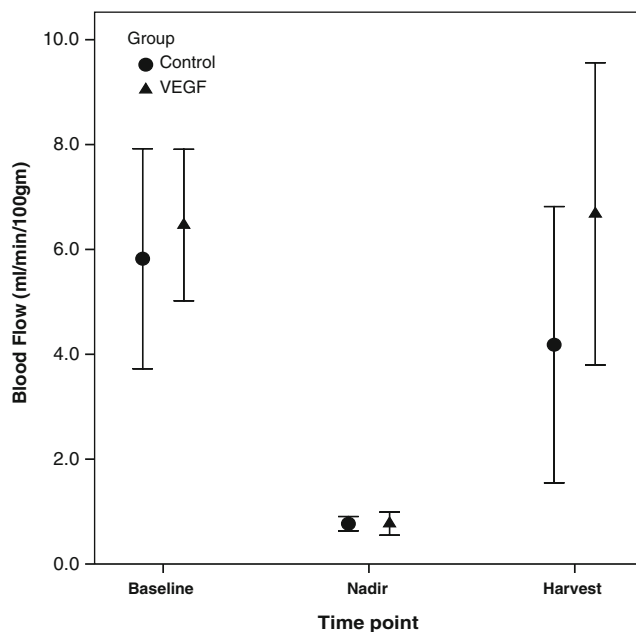 Blood Flow (ml/min/100gm)
10.0
8.0
6.0
4.0
2.0
0.0
Group
Control
VEGF
Baseline
Nadir
Harvest
Time point